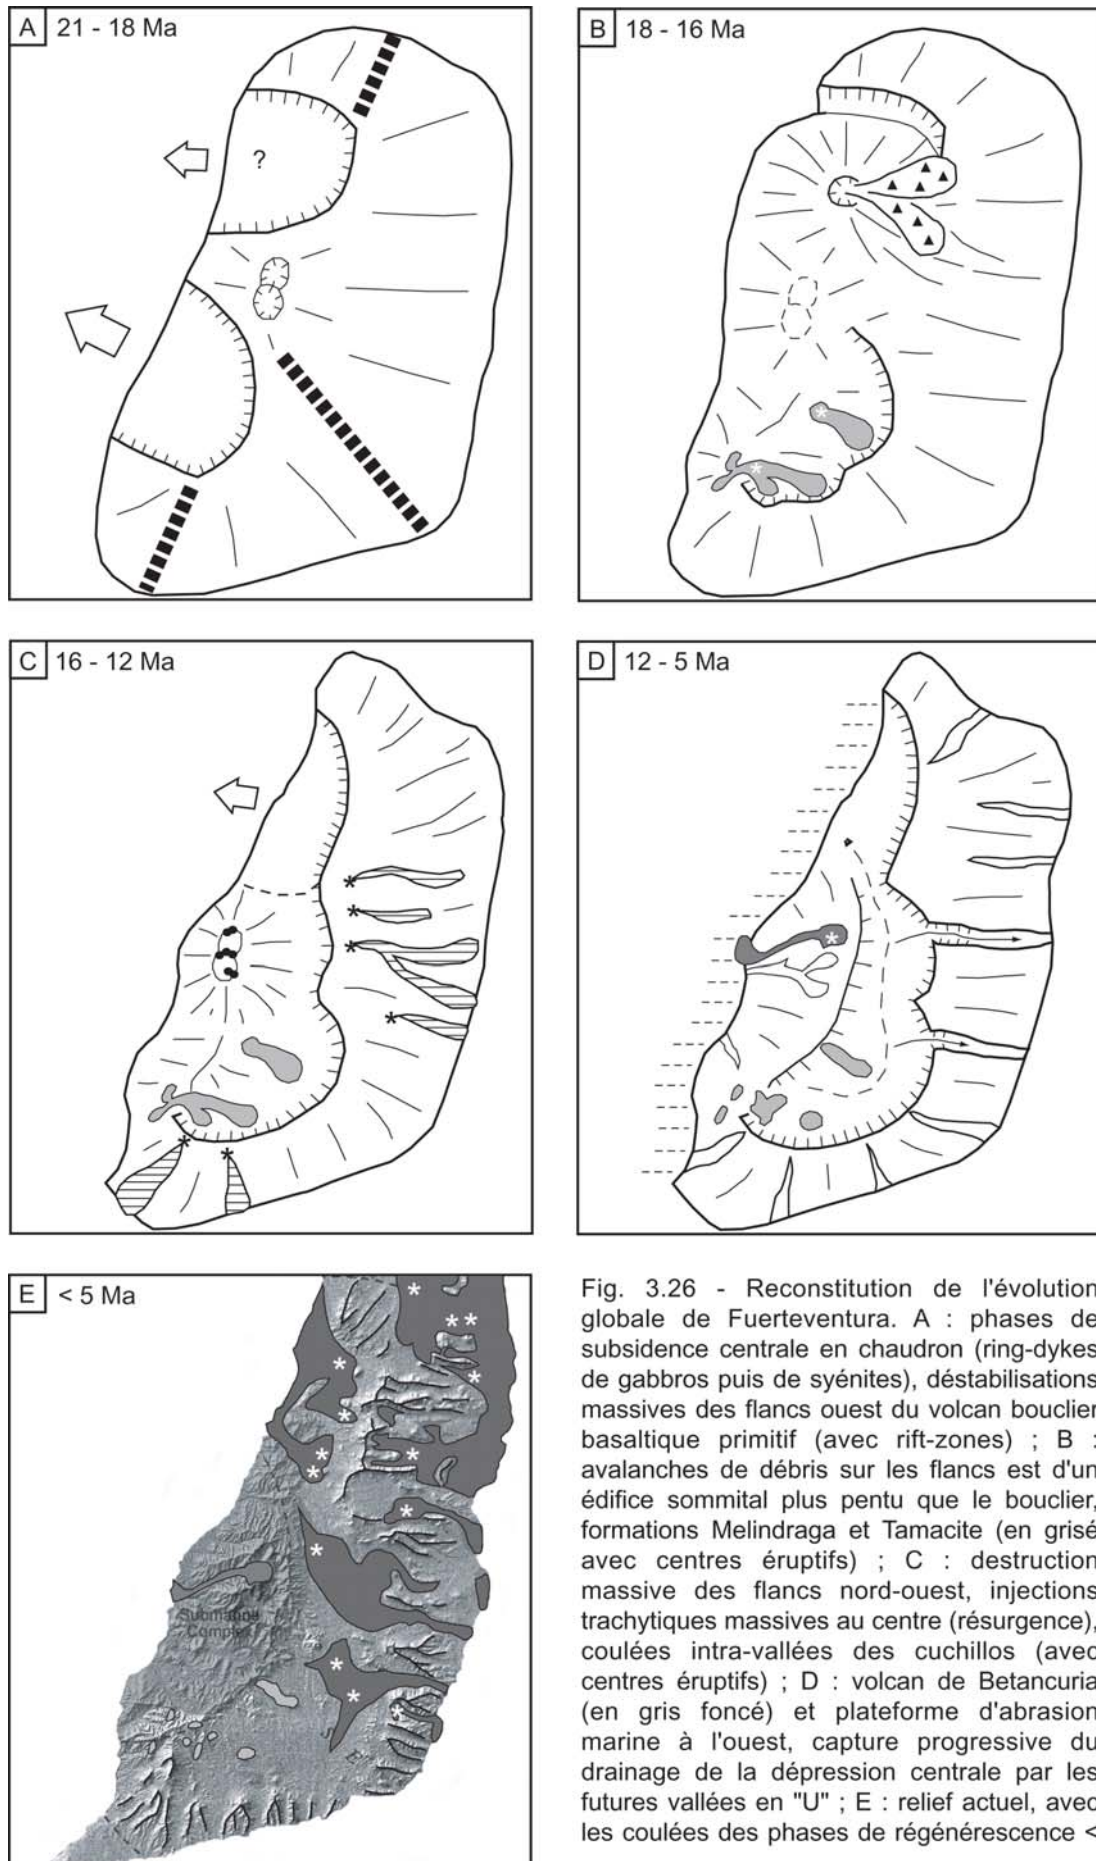 A 21 - 18 Ma
?
B 18 - 16 Ma
C 16 - 12 Ma
D 12 - 5 Ma
E < 5 Ma
Submarine
Complex
Fig. 3.26 - Reconstitution de l'évolution
globale de Fuerteventura. A : phases de
subsidence centrale en chaudron (ring-dykes
de gabbros puis de syénites), déstabilisations
massives des flancs ouest du volcan bouclier
basaltique primitif (avec rift-zones) ; B :
avalanches de débris sur les flancs est d'un
édifice sommital plus pentu que le bouclier,
formations Melindraga et Tamacite (en grisé
avec centres éruptifs) ; C : destruction
massive des flancs nord-ouest, injections
trachytiques massives au centre (résurgence),
coulées intra-vallées des cuchillos (avec
centres éruptifs) ; D : volcan de Betancuria
(en gris foncé) et plateforme d'abrasion
marine à l'ouest, capture progressive du
drainage de la dépression centrale par les
futures vallées en "U" ; E : relief actuel, avec
les coulées des phases de régénérescence <